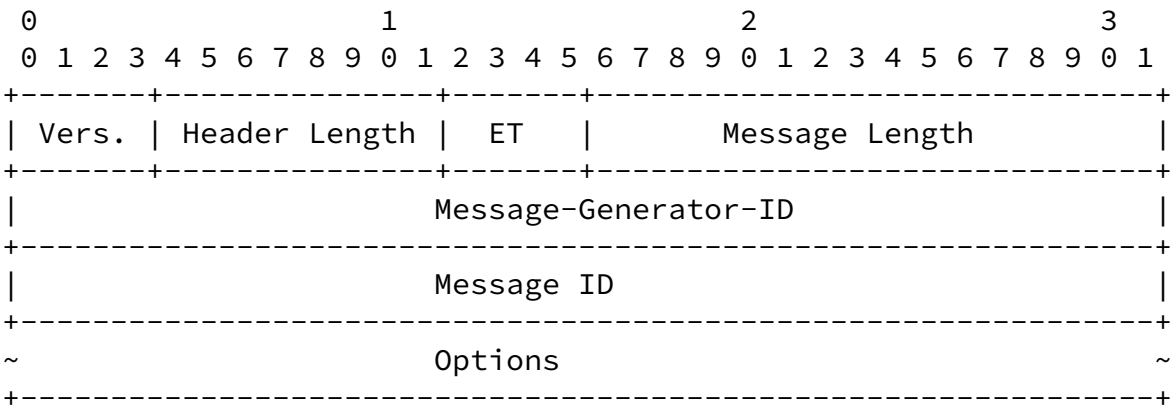 0                   1                   2                   3
 0 1 2 3 4 5 6 7 8 9 0 1 2 3 4 5 6 7 8 9 0 1 2 3 4 5 6 7 8 9 0 1
+-------+---------------+-------+-------------------------------+
| Vers. | Header Length |  ET   |       Message Length          |
+-------+---------------+-------+-------------------------------+
|                       Message-Generator-ID                    |
+---------------------------------------------------------------+
|                       Message ID                              |
+---------------------------------------------------------------+
~                       Options                                 ~
+---------------------------------------------------------------+